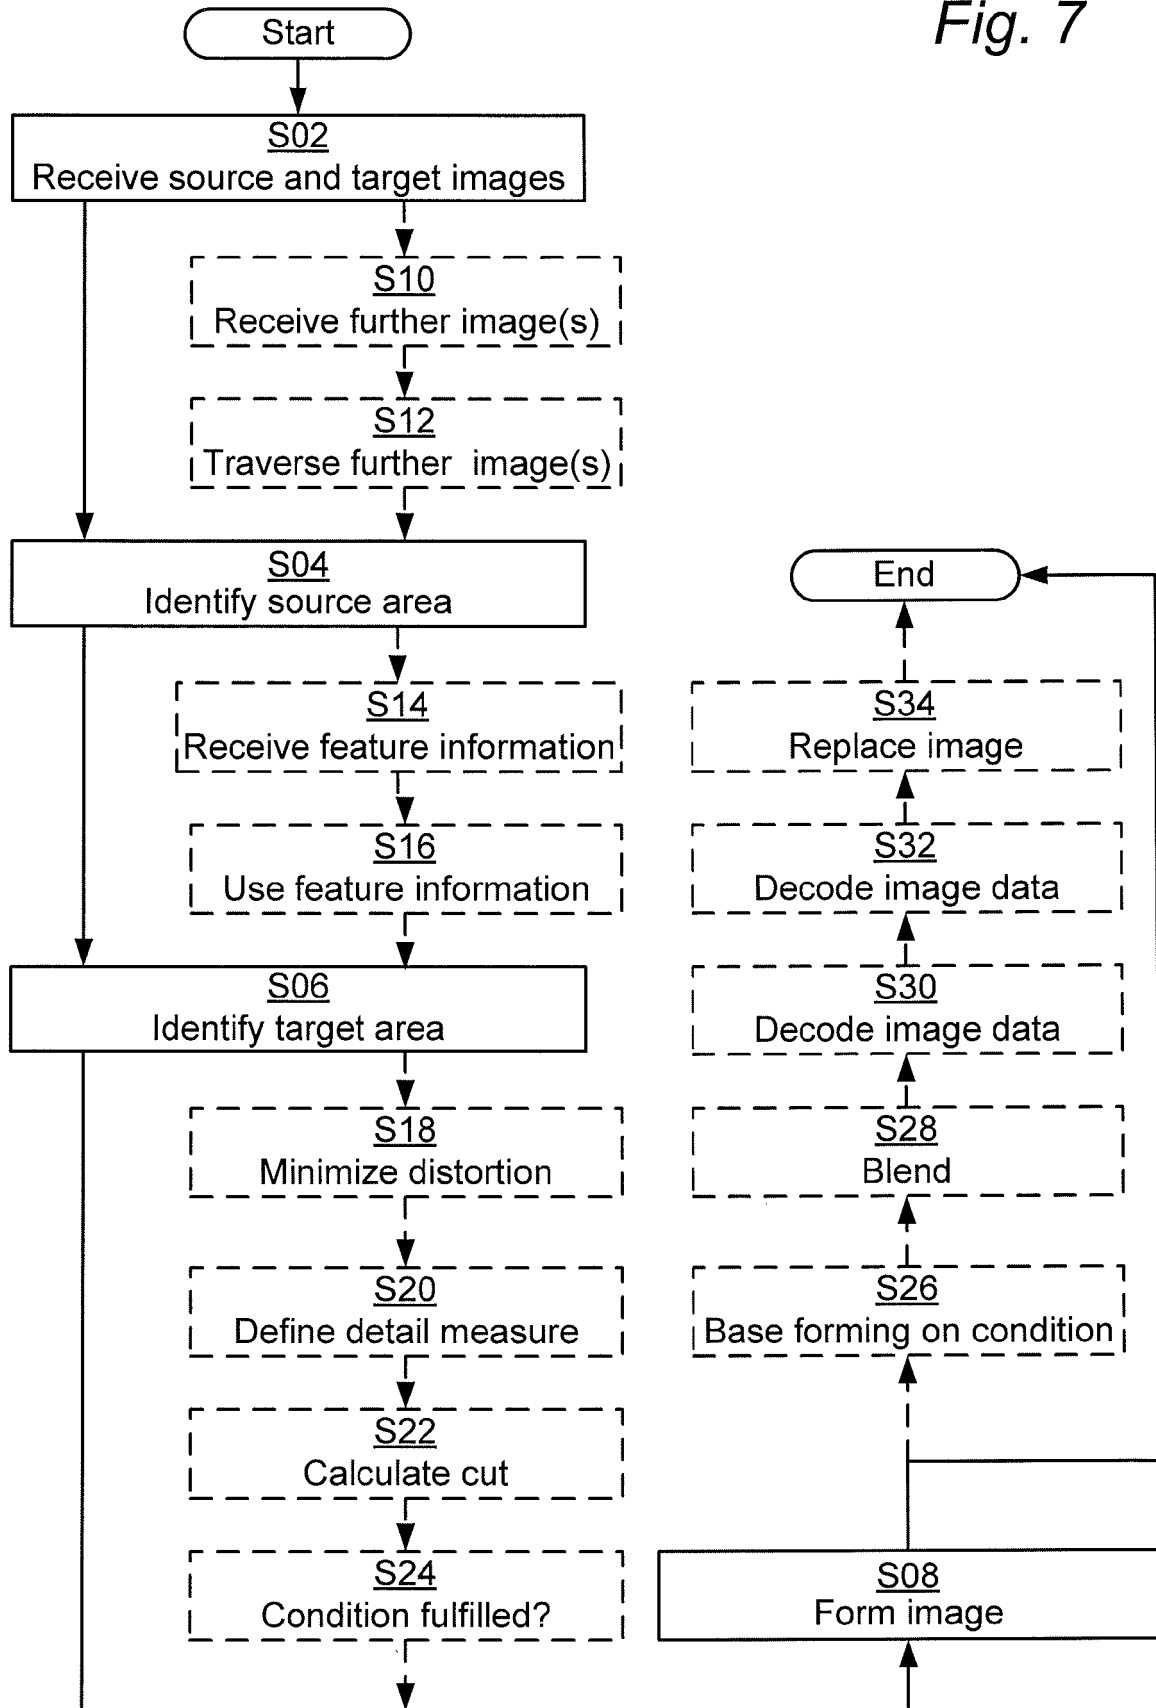 Fig. 7
Start
S02
Receive source and target images
S10
Receive further image(s)
S12
Traverse further image(s)
S04
Identify source area
S14
Receive feature information
S16
Use feature information
S06
Identify target area
S18
Minimize distortion
S20
Define detail measure
S22
Calculate cut
S24
Condition fulfilled?
End
S34
Replace image
S32
Decode image data
S30
Decode image data
S28
Blend
S26
Base forming on condition
S08
Form image